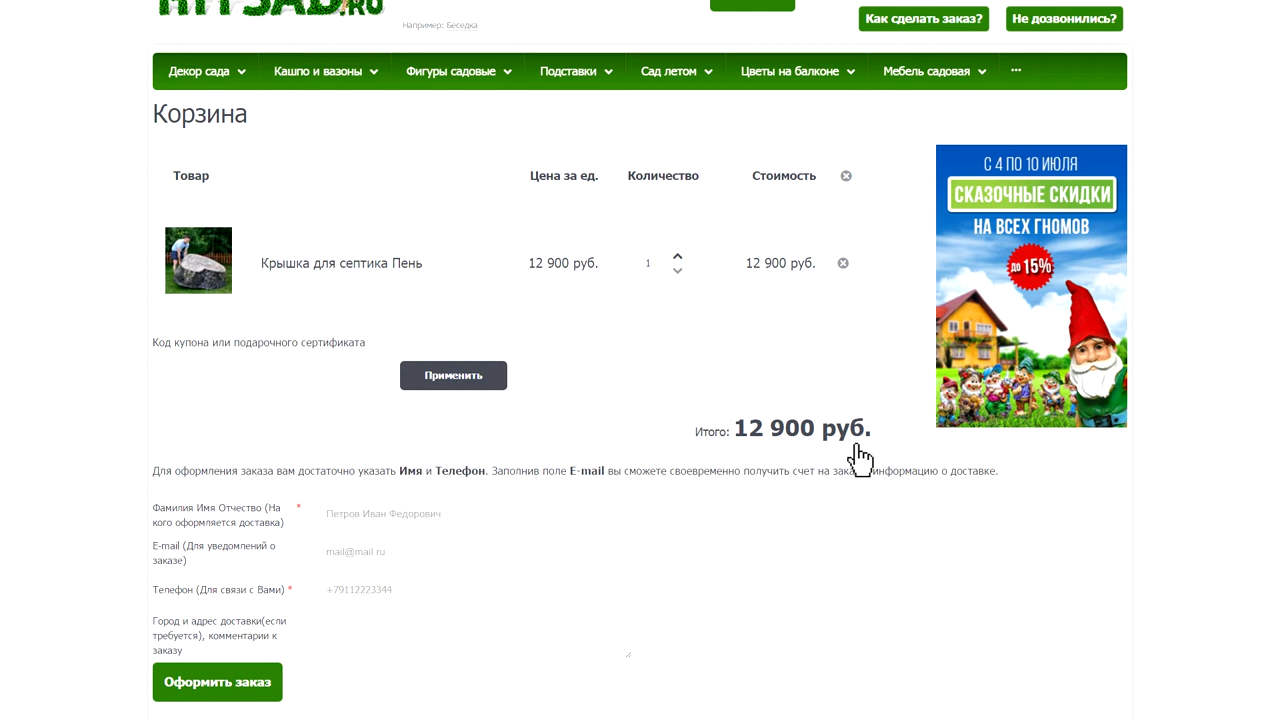 HITSAD.RU
Например: Беседка
Как сделать заказ?
Не дозвонились?
Декор сада
Кашпо и вазоны
Фигуры садовые
Подставки
Сад летом
Цветы на балконе
Мебель садовая
...
Корзина
Товар
Цена за ед.
Количество
Стоимость
Крышка для септика Пень
12 900 руб.
1
12 900 руб.
С 4 ПО 10 ИЮЛЯ
СКАЗОЧНЫЕ СКИДКИ
НА ВСЕХ ГНОМОВ
ДО 15%
Код купона или подарочного сертификата
Применить
Итого: 12 900 руб.
Для оформления заказа вам достаточно указать Имя и Телефон. Заполнив поле E-mail вы сможете своевременно получить счет на зака информацию о доставке.
Фамилия Имя Отчество (На *
кого оформляется доставка)
Петров Иван Федорович
E-mail (Для уведомлений о
заказе)
mail@mail ru
Телефон (Для связи с Вами) *
+79112223344
Город и адрес доставки(если
требуется), комментарии к
заказу
Оформить заказ